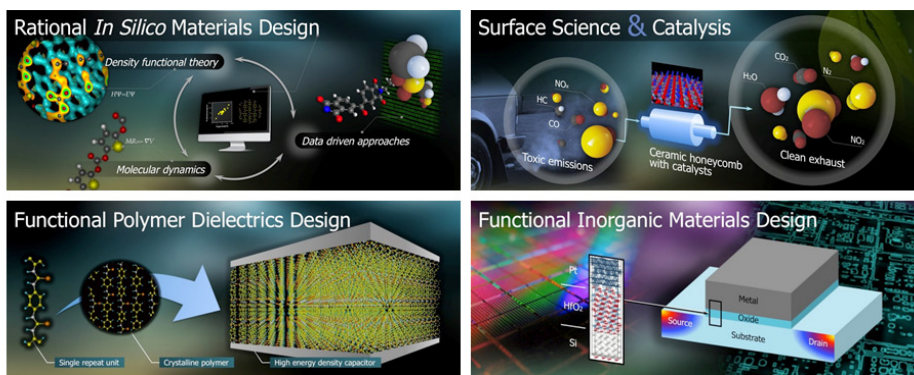 Rational In Silico Materials Design
Density functional theory
HΨ=EΨ
Data driven approaches
Molecular dynamics
Surface Science & Catalysis
NOₓ
HC
CO
Toxic emissions
Ceramic honeycomb
with catalysts
CO₂
N₂
H₂O
NO₂
Clean exhaust
Functional Polymer Dielectrics Design
Single repeat unit
Crystalline polymer
High energy density capacitor
Functional Inorganic Materials Design
Pt
HfO₂
Si
Metal
Oxide
Source
Substrate
Drain